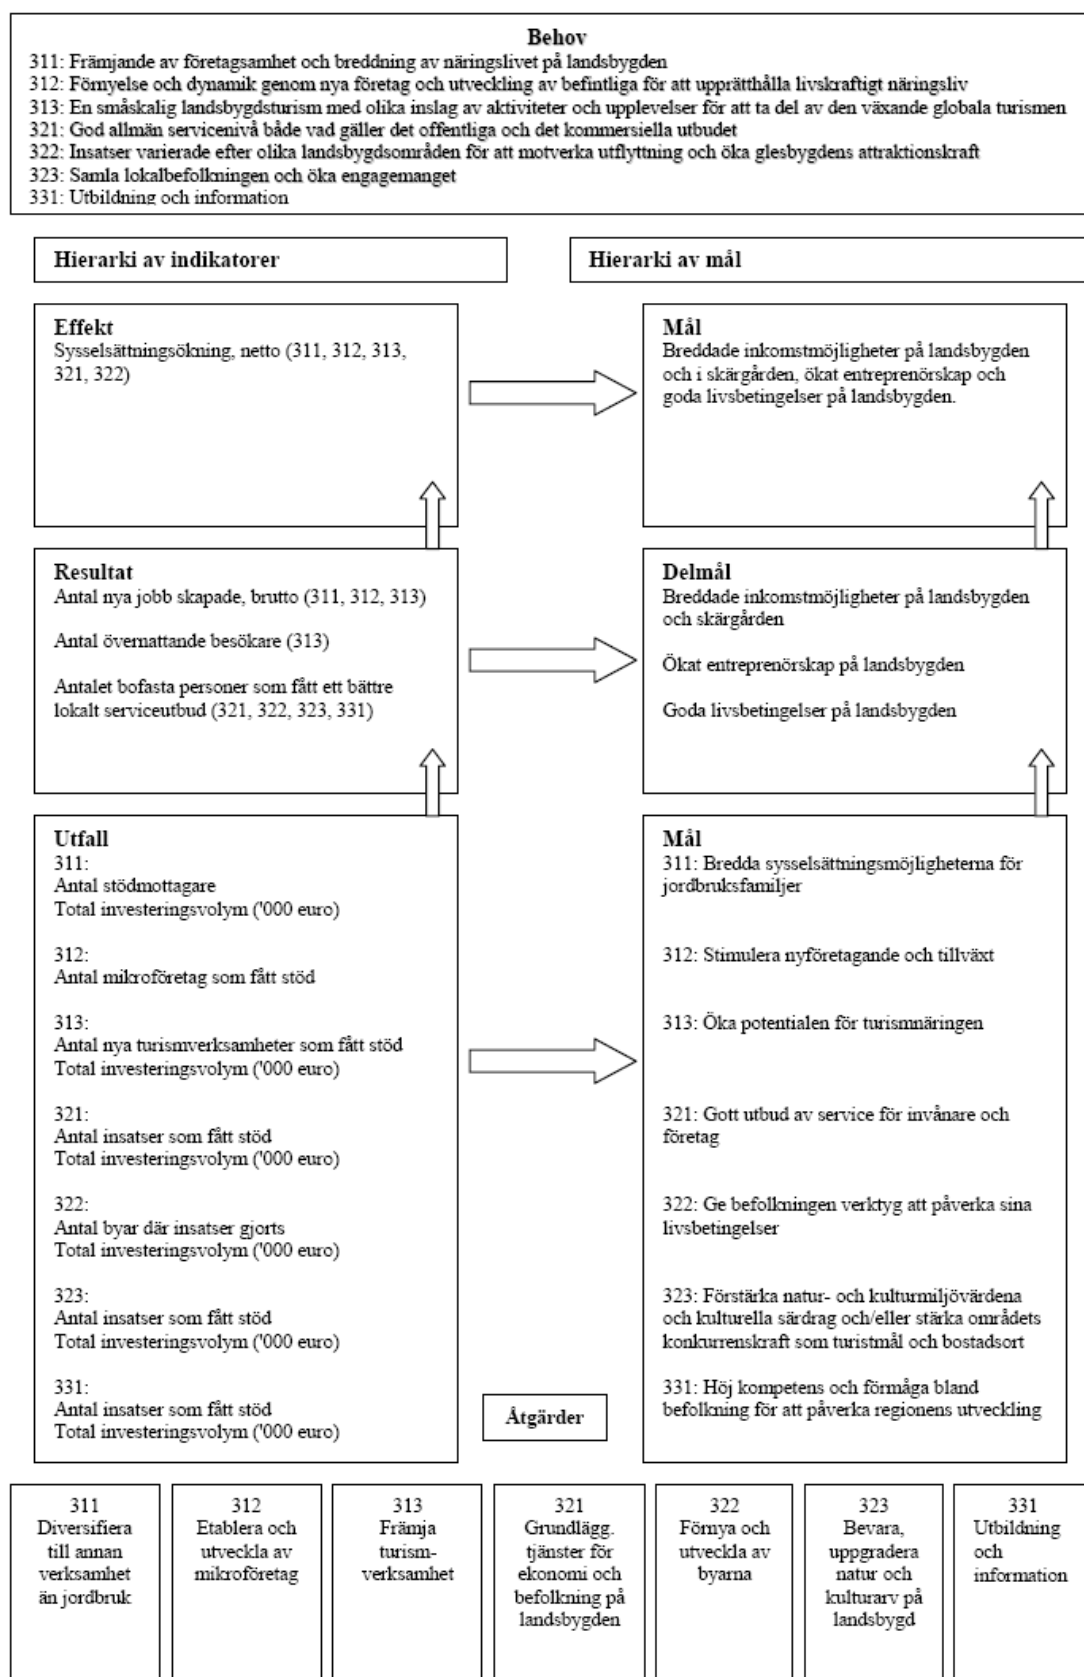 Behov
311: Främjande av företagsamhet och breddning av näringslivet på landsbygden
312: Förnyelse och dynamik genom nya företag och utveckling av befintliga för att upprätthålla livskraftigt näringsliv
313: En småskalig landsbygdsturism med olika inslag av aktiviteter och upplevelser för att ta del av den växande globala turismen
321: God allmän servicenivå både vad gäller det offentliga och det kommersiella utbudet
322: Insatser varierade efter olika landsbygdsområden för att motverka utflyttning och öka glesbygdens attraktionskraft
323: Samla lokalbefolkningen och öka engagemanget
331: Utbildning och information
Hierarki av indikatorer
Hierarki av mål
Effekt
Sysselsättningsökning, netto (311, 312, 313,
321, 322)
Mål
Breddade inkomstmöjligheter på landsbygden
och i skärgården, ökat entreprenörskap och
goda livsbetingelser på landsbygden.
Resultat
Antal nya jobb skapade, brutto (311, 312, 313)
Antal övernattande besökare (313)
Antalet bofasta personer som fått ett bättre
lokalt serviceutbud (321, 322, 323, 331)
Delmål
Breddade inkomstmöjligheter på landsbygden
och skärgården
Ökat entreprenörskap på landsbygden
Goda livsbetingelser på landsbygden
Utfall
311:
Antal stödmottagare
Total investeringsvolym ('000 euro)
312:
Antal mikroföretag som fått stöd
313:
Antal nya turismverksamheter som fått stöd
Total investeringsvolym ('000 euro)
321:
Antal insatser som fått stöd
Total investeringsvolym ('000 euro)
322:
Antal byar där insatser gjorts
Total investeringsvolym ('000 euro)
323:
Antal insatser som fått stöd
Total investeringsvolym ('000 euro)
331:
Antal insatser som fått stöd
Total investeringsvolym ('000 euro)
Mål
311: Bredda sysselsättningsmöjligheterna för
jordbruksfamiljer
312: Stimulera nyföretagande och tillväxt
313: Öka potentialen för turismnäringen
321: Gott utbud av service för invånare och
företag
322: Ge befolkningen verktyg att påverka sina
livsbetingelser
323: Förstärka natur- och kulturmiljövärdena
och kulturella särdrag och/eller stärka områdets
konkurrenskraft som turistmål och bostadsort
331: Höj kompetens och förmåga bland
befolkning för att påverka regionens utveckling
Åtgärder
311
Diversifiera
till annan
verksamhet
än jordbruk
312
Etablera och
utveckla av
mikroföretag
313
Främja
turism-
verksamhet
321
Grundlägg.
tjänster för
ekonomi och
befolkning på
landsbygden
322
Förnya och
utveckla av
byarna
323
Bevara,
uppgradera
natur och
kulturarv på
landsbygd
331
Utbildning
och
information